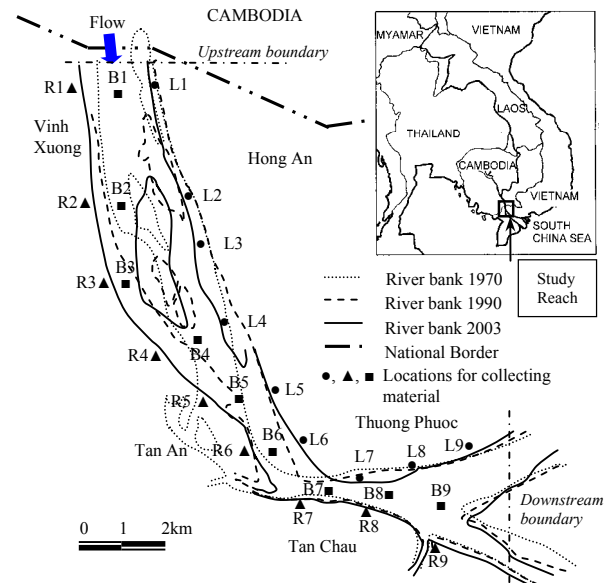 CAMBODIA
Flow
Upstream boundary
R1
B1
L1
Vinh
Xuong
Hong An
R2
B2
L2
L3
R3
B3
R4
B4
L4
R5
B5
L5
Tan An
R6
B6
L6
Thuong Phuoc
L7
L8
L9
B7
B8
B9
R7
R8
R9
Tan Chau
Downstream
boundary
0 1 2km
MYAMAR
VIETNAM
LAOS
THAILAND
CAMBODIA
VIETNAM
SOUTH
CHINA SEA
Study
Reach
River bank 1970
River bank 1990
River bank 2003
National Border
, , Locations for collecting
material